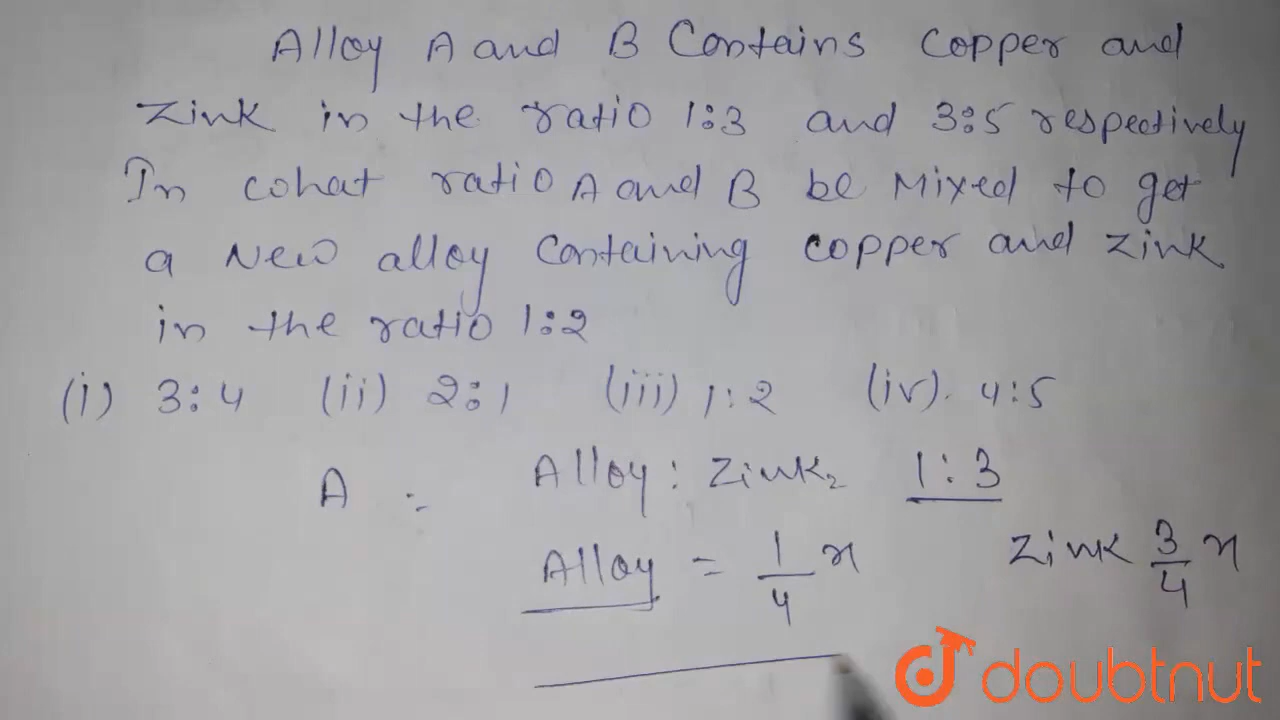 Alloy A and B Contains Copper and
Zink in the ratio 1:3 and 3:5 respectively
In what ratio A and B be Mixed to get
a New alloy Containing Copper and Zink
in the ratio 1:2
(i) 3:4 (ii) 2:1 (iii) 1:2 (iv). 4:5
A : Alloy : Zink 1:3
Alloy = 1/4 x Zink 3/4 x
doubtnut